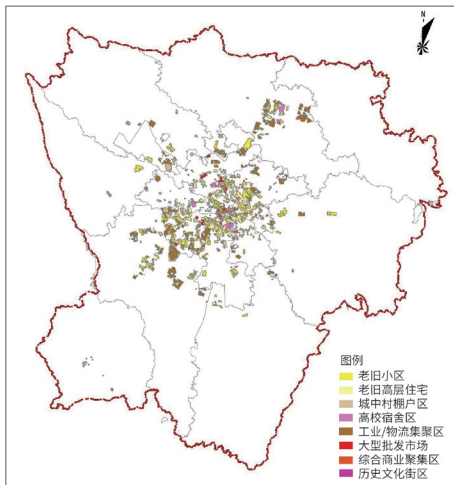 N
图例
老旧小区
老旧高层住宅
城中村棚户区
高校宿舍区
工业/物流集聚区
大型批发市场
综合商业聚集区
历史文化街区